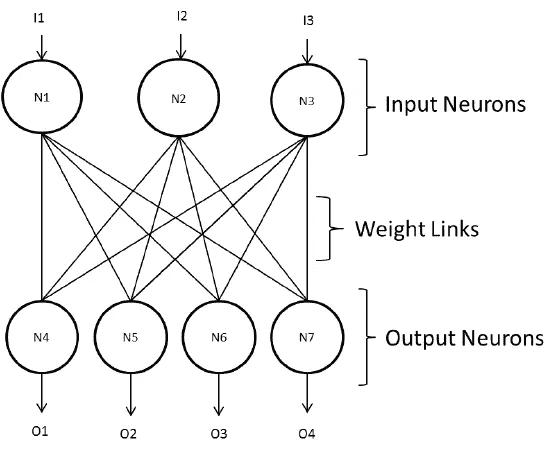 I1 I2 I3
N1 N2 N3
Input Neurons
Weight Links
N4 N5 N6 N7
Output Neurons
O1 O2 O3 O4